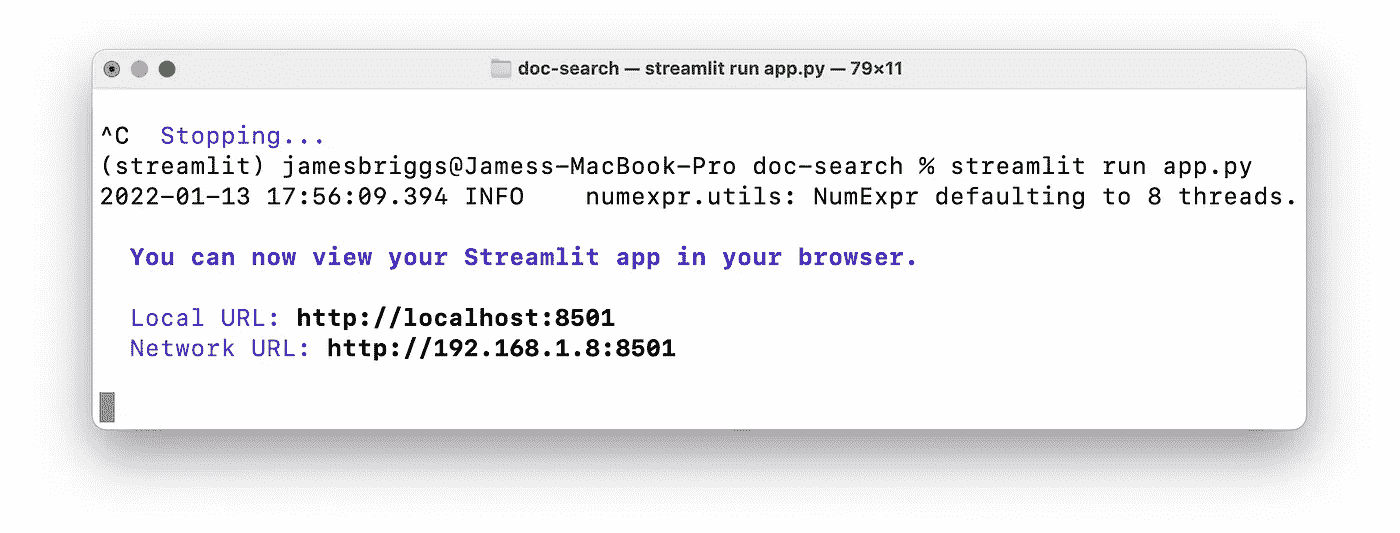 doc-search — streamlit run app.py — 79×11
^C  Stopping...
(streamlit) jamesbriggs@Jamess-MacBook-Pro doc-search % streamlit run app.py
2022-01-13 17:56:09.394 INFO    numexpr.utils: NumExpr defaulting to 8 threads.
You can now view your Streamlit app in your browser.
Local URL: http://localhost:8501
Network URL: http://192.168.1.8:8501